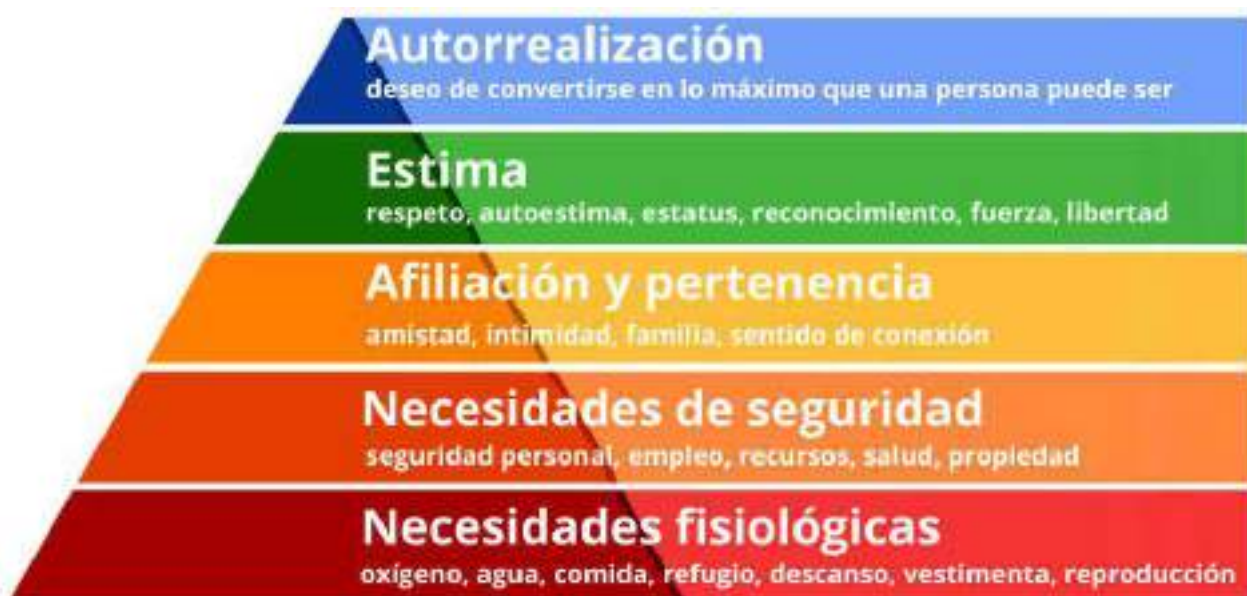 Autorrealización
deseo de convertirse en lo máximo que una persona puede ser
Estima
respeto, autoestima, estatus, reconocimiento, fuerza, libertad
Afiliación y pertenencia
amistad, intimidad, familia, sentido de conexión
Necesidades de seguridad
seguridad personal, empleo, recursos, salud, propiedad
Necesidades fisiológicas
oxígeno, agua, comida, refugio, descanso, vestimenta, reproducción